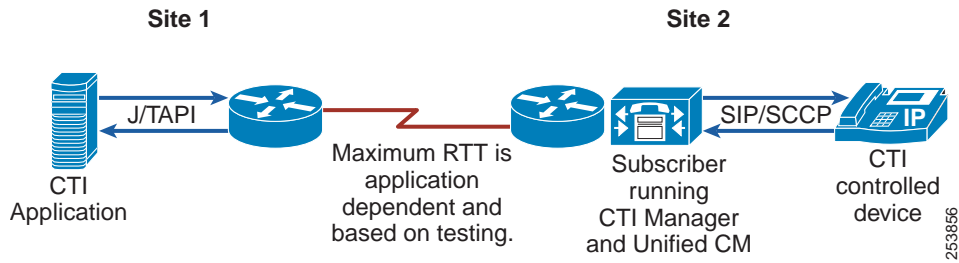 Site 1
Site 2
J/TAPI
SIP/SCCP
IP
CTI
Application
Maximum RTT is
application
dependent and
based on testing.
Subscriber
running
CTI Manager
and Unified CM
CTI
controlled
device
253856